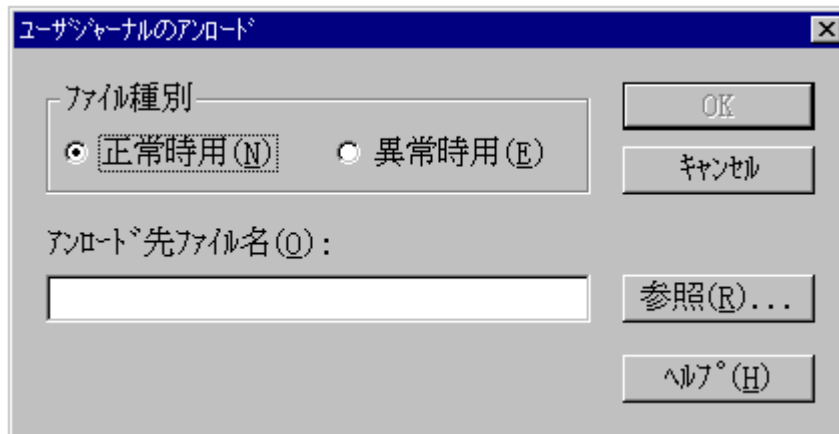 ﾕｰｻﾞｼﾞｬｰﾅﾙのｱﾝﾛｰﾄﾞ
ﾌｧｲﾙ種別
正常時用(N)
異常時用(E)
OK
ｷｬﾝｾﾙ
ｱﾝﾛｰﾄﾞ先ﾌｧｲﾙ名(O):
参照(R)...
ﾍﾙﾌﾟ(H)